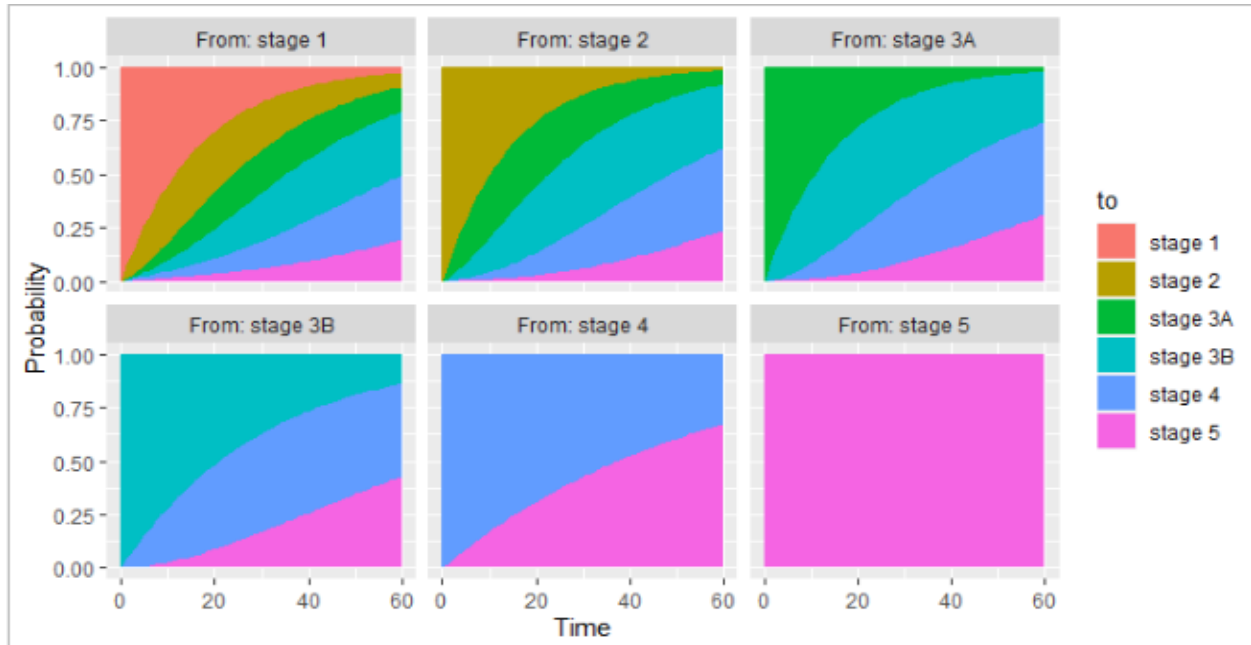 From: stage 1
From: stage 2
From: stage 3A
1.00
0.75
0.50
0.25
0.00
From: stage 3B
From: stage 4
From: stage 5
1.00
0.75
0.50
0.25
0.00
0 20 40 60
0 20 40 60
0 20 40 60
Probability
Time
to
stage 1
stage 2
stage 3A
stage 3B
stage 4
stage 5